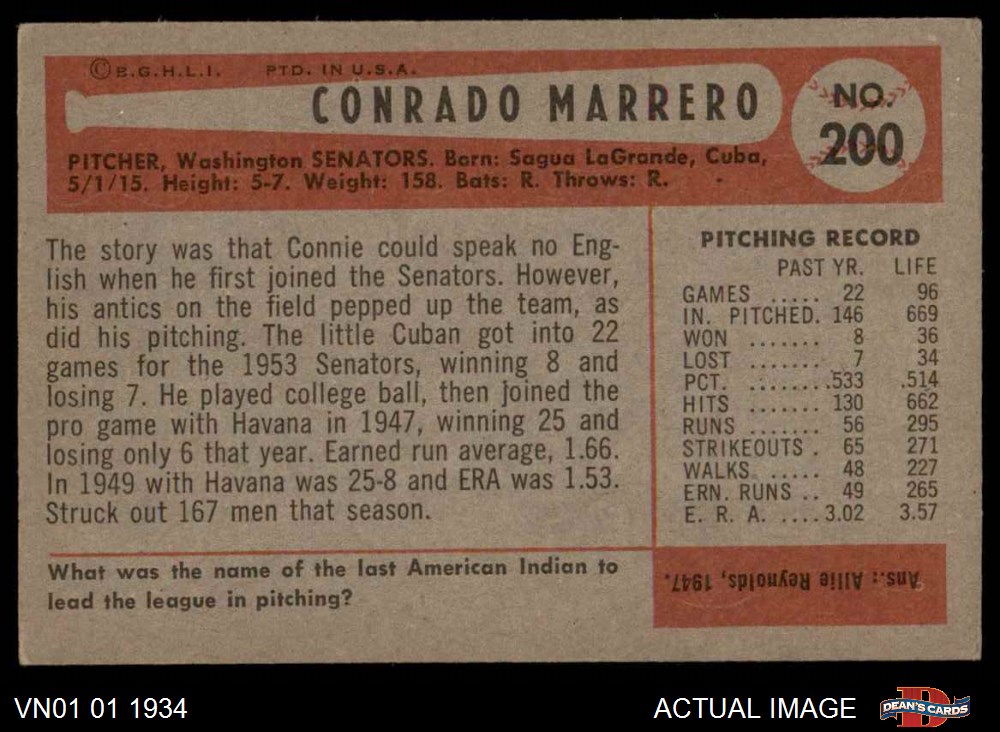 ©B.G.H.L.I. PTD. IN U.S.A.
CONRADO MARRERO
NO.
200
PITCHER, Washington SENATORS. Born: Sagua LaGrande, Cuba,
5/1/15. Height: 5-7. Weight: 158. Bats: R. Throws: R.
The story was that Connie could speak no Eng-
lish when he first joined the Senators. However,
his antics on the field pepped up the team, as
did his pitching. The little Cuban got into 22
games for the 1953 Senators, winning 8 and
losing 7. He played college ball, then joined the
pro game with Havana in 1947, winning 25 and
losing only 6 that year. Earned run average, 1.66.
In 1949 with Havana was 25-8 and ERA was 1.53.
Struck out 167 men that season.
PITCHING RECORD
PAST YR. LIFE
GAMES ..... 22 96
IN. PITCHED. 146 669
WON ....... 8 36
LOST ....... 7 34
PCT. ........ .533 .514
HITS ....... 130 662
RUNS ....... 56 295
STRIKEOUTS . 65 271
WALKS ..... 48 227
ERN. RUNS .. 49 265
E. R. A. .... 3.02 3.57
What was the name of the last American Indian to
lead the league in pitching?
Ans.: Allie Reynolds, 1947.
VN01 01 1934
ACTUAL IMAGE
D
DEAN'S CARDS